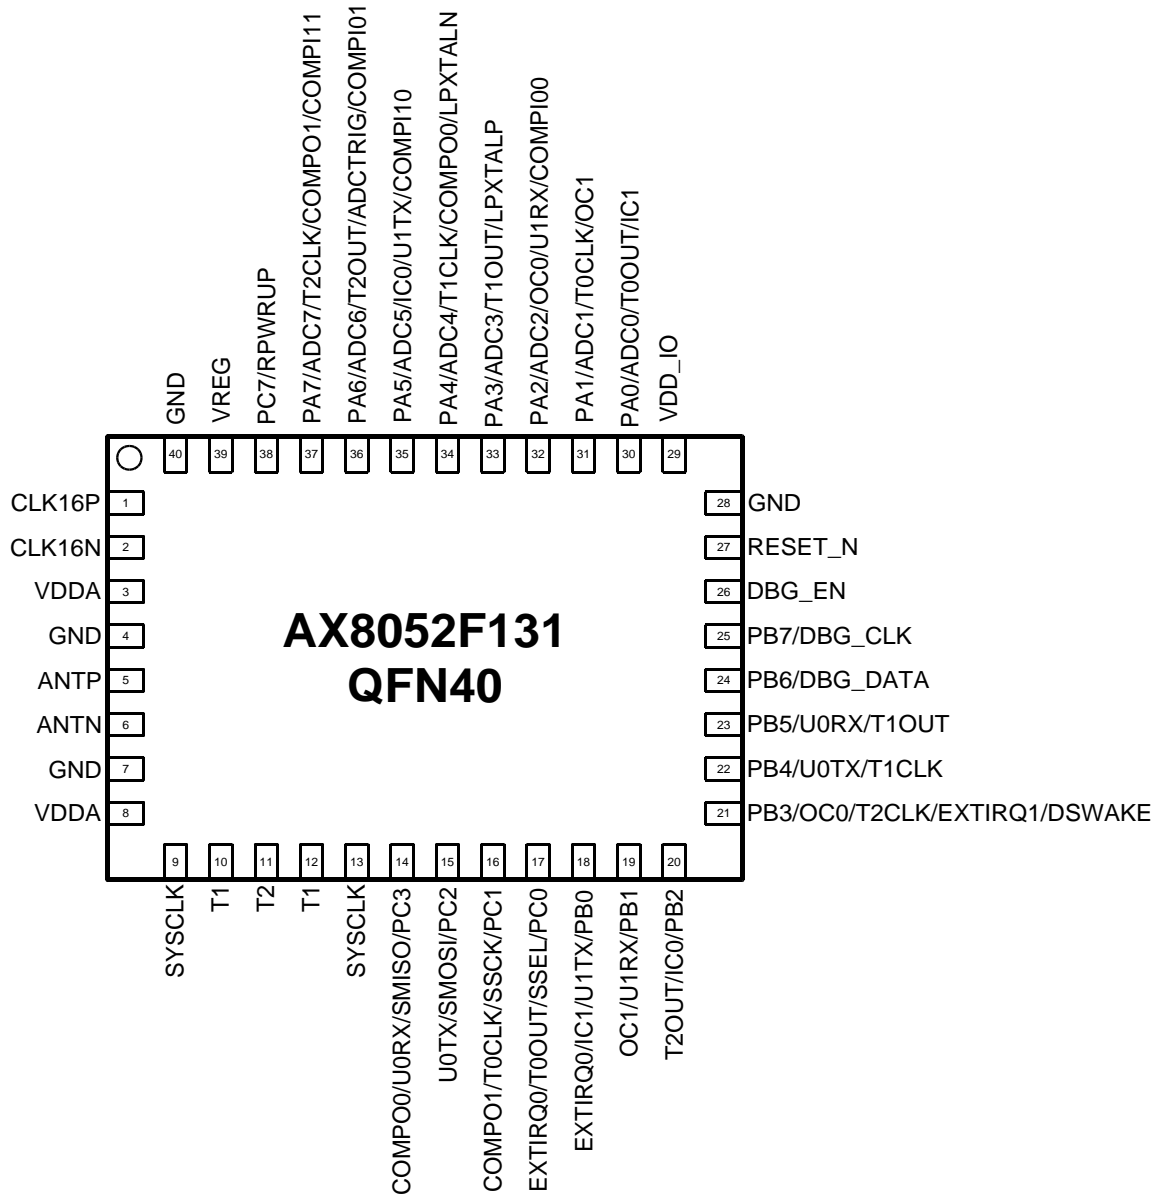 GND
VREG
PC7/RPWRUP
PA7/ADC7/T2CLK/COMPO1/COMPI11
PA6/ADC6/T2OUT/ADCTRIG/COMPI01
PA5/ADC5/IC0/U1TX/COMPI10
PA4/ADC4/T1CLK/COMPO0/LPXTALN
PA3/ADC3/T1OUT/LPXTALP
PA2/ADC2/OC0/U1RX/COMPI00
PA1/ADC1/T0CLK/OC1
PA0/ADC0/T0OUT/IC1
VDD_IO
40
39
38
37
36
35
34
33
32
31
30
29
CLK16P 1
CLK16N 2
VDDA 3
GND 4
ANTP 5
ANTN 6
GND 7
VDDA 8
AX8052F131
QFN40
28 GND
27 RESET_N
26 DBG_EN
25 PB7/DBG_CLK
24 PB6/DBG_DATA
23 PB5/U0RX/T1OUT
22 PB4/U0TX/T1CLK
21 PB3/OC0/T2CLK/EXTIRQ1/DSWAKE
9
10
11
12
13
14
15
16
17
18
19
20
SYSCLK
T1
T2
T1
SYSCLK
COMPO0/U0RX/SMISO/PC3
U0TX/SMOSI/PC2
COMPO1/T0CLK/SSCK/PC1
EXTIRQ0/T0OUT/SSEL/PC0
EXTIRQ0/IC1/U1TX/PB0
OC1/U1RX/PB1
T2OUT/IC0/PB2